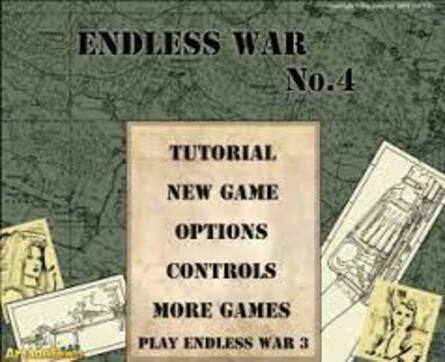 ENDLESS WAR
No.4
TUTORIAL
NEW GAME
OPTIONS
CONTROLS
MORE GAMES
PLAY ENDLESS WAR 3